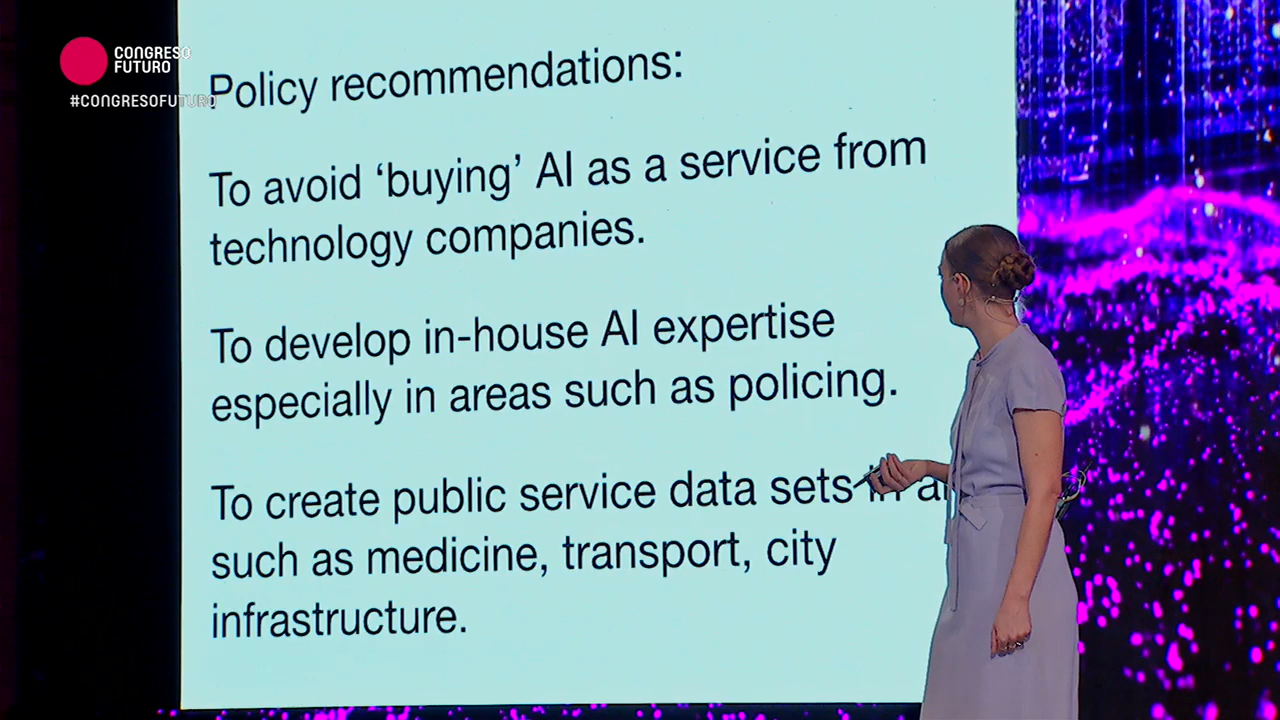 CONGRESO
FUTURO
#CONGRESOFUTURO
Policy recommendations:
To avoid ‘buying’ AI as a service from
technology companies.
To develop in-house AI expertise
especially in areas such as policing.
To create public service data sets in
such as medicine, transport, city
infrastructure.